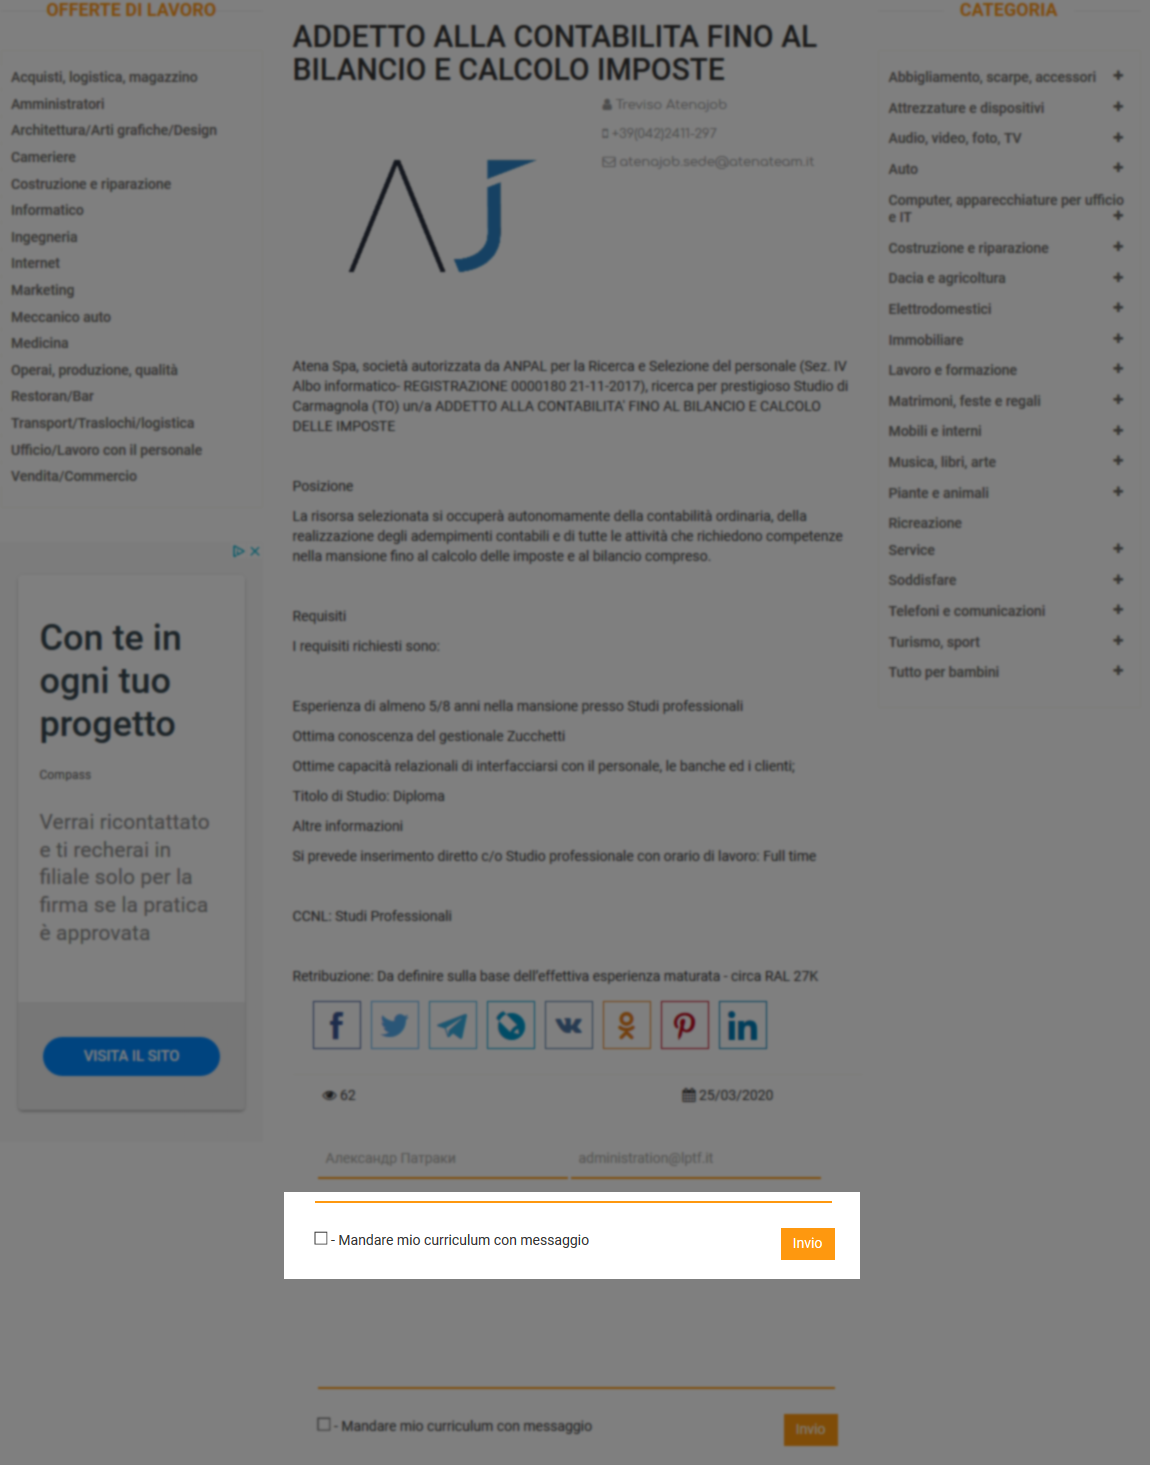 OFFERTE DI LAVORO
Acquisti, logistica, magazzino
Amministratori
Architettura/Arti grafiche/Design
Cameriere
Costruzione e riparazione
Informatico
Ingegneria
Internet
Marketing
Meccanico auto
Medicina
Operai, produzione, qualità
Restoran/Bar
Transport/Traslochi/logistica
Ufficio/Lavoro con il personale
Vendita/Commercio
Con te in
ogni tuo
progetto
Compass
Verrai ricontattato
e ti recherai in
filiale solo per la
firma se la pratica
è approvata
VISITA IL SITO
ADDETTO ALLA CONTABILITA FINO AL
BILANCIO E CALCOLO IMPOSTE
Treviso Atenajob
+39(042)2411-297
atenajob.sede@atenateam.it
AJ
Atena Spa, società autorizzata da ANPAL per la Ricerca e Selezione del personale (Sez. IV
Albo informatico- REGISTRAZIONE 0000180 21-11-2017), ricerca per prestigioso Studio di
Carmagnola (TO) un/a ADDETTO ALLA CONTABILITA' FINO AL BILANCIO E CALCOLO
DELLE IMPOSTE
Posizione
La risorsa selezionata si occuperà autonomamente della contabilità ordinaria, della
realizzazione degli adempimenti contabili e di tutte le attività che richiedono competenze
nella mansione fino al calcolo delle imposte e al bilancio compreso.
Requisiti
I requisiti richiesti sono:
Esperienza di almeno 5/8 anni nella mansione presso Studi professionali
Ottima conoscenza del gestionale Zucchetti
Ottime capacità relazionali di interfacciarsi con il personale, le banche ed i clienti;
Titolo di Studio: Diploma
Altre informazioni
Si prevede inserimento diretto c/o Studio professionale con orario di lavoro: Full time
CCNL: Studi Professionali
Retribuzione: Da definire sulla base dell'effettiva esperienza maturata - circa RAL 27K
62
25/03/2020
Александр Патраки
administration@lptf.it
- Mandare mio curriculum con messaggio
Invio
- Mandare mio curriculum con messaggio
Invio
CATEGORIA
Abbigliamento, scarpe, accessori
Attrezzature e dispositivi
Audio, video, foto, TV
Auto
Computer, apparecchiature per ufficio
e IT
Costruzione e riparazione
Dacia e agricoltura
Elettrodomestici
Immobiliare
Lavoro e formazione
Matrimoni, feste e regali
Mobili e interni
Musica, libri, arte
Piante e animali
Ricreazione
Service
Soddisfare
Telefoni e comunicazioni
Turismo, sport
Tutto per bambini